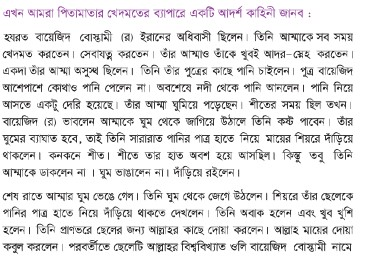 এখন আমরা পিতামাতার খেদমতের ব্যাপারে একটি আদর্শ কাহিনী জানব :
হযরত বায়েজিদ বোস্তামী (র) ইরানের অধিবাসী ছিলেন। তিনি আম্মাকে সব সময়
খেদমত করতেন। সেবাযত্ন করতেন। তাঁর আম্মাও তাঁকে খুবই আদর-স্নেহ করতেন।
একদা তাঁর আম্মা অসুস্থ ছিলেন। তিনি তাঁর পুত্রের কাছে পানি চাইলেন। পুত্র বায়েজিদ
আশেপাশে কোথাও পানি পেলেন না। অবশেষে নদী থেকে পানি আনলেন। পানি নিয়ে
আসতে একটু দেরি হয়েছে। তাঁর আম্মা ঘুমিয়ে পড়েছেন। শীতের সময় ছিল তখন।
বায়েজিদ (র) ভাবলেন আম্মাকে ঘুম থেকে জাগিয়ে উঠালে তিনি কষ্ট পাবেন। তাঁর
ঘুমের ব্যাঘাত হবে, তাই তিনি সারারাত পানির পাত্র হাতে নিয়ে মায়ের শিয়রে দাঁড়িয়ে
থাকলেন। কনকনে শীত। শীতে তার হাত অবশ হয়ে আসছিল। কিন্তু তবু তিনি
আম্মাকে ডাকলেন না । ঘুম ভাঙালেন না। দাঁড়িয়ে রইলেন।
শেষ রাতে আম্মার ঘুম ভেঙে গেল। তিনি ঘুম থেকে জেগে উঠলেন। শিয়রে তাঁর ছেলেকে
পানির পাত্র হাতে নিয়ে দাঁড়িয়ে থাকতে দেখলেন। তিনি অবাক হলেন এবং খুব খুশী
হলেন। তিনি প্রাণভরে ছেলের জন্য আল্লাহর কাছে দোয়া করলেন। আল্লাহ মায়ের দোয়া
কবুল করলেন। পরবর্তীতে ছেলেটি আল্লাহর বিশ্ববিখ্যাত ওলি বায়েজিদ বোস্তামী নামে